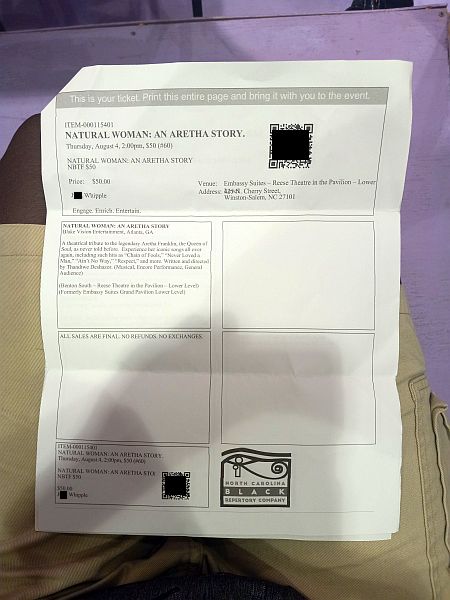 This is your ticket. Print this entire page and bring it with you to the event.
ITEM-000115401
NATURAL WOMAN: AN ARETHA STORY.
Thursday, August 4, 2:00pm, $50 (#60)
NATURAL WOMAN: AN ARETHA STORY
NBTF $50
Price: $50.00
J Whipple
Venue: Embassy Suites – Reese Theatre in the Pavilion – Lower
Address: N. Cherry Street,
Winston-Salem, NC 27101
Engage. Enrich. Entertain.
NATURAL WOMAN: AN ARETHA STORY
Blake Vision Entertainment, Atlanta, GA
A theatrical tribute to the legendary Aretha Franklin, the Queen of
Soul, as never told before. Experience her iconic songs all over
again, including such hits as "Chain of Fools," "Never Loved a
Man," "Ain't No Way," "Respect," and more. Written and directed
by Thandiwe Deshazor. (Musical, Encore Performance, General
Audience)
(Benton South – Reese Theatre in the Pavilion – Lower Level)
(Formerly Embassy Suites Grand Pavilion Lower Level)
ALL SALES ARE FINAL. NO REFUNDS. NO EXCHANGES.
ITEM-000115401
NATURAL WOMAN: AN ARETHA STORY.
Thursday, August 4, 2:00pm, $50 (#60)
NATURAL WOMAN: AN ARETHA STO
NBTF $50
$50.00
J Whipple
NORTH CAROLINA
BLACK
REPERTORY COMPANY